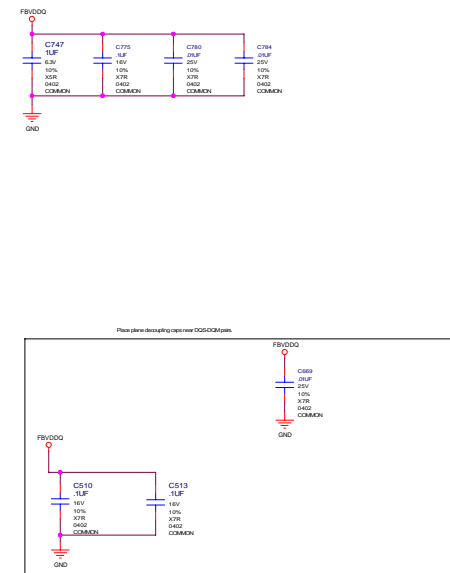 FBVDDQ
C747
1UF
6.3V
10%
X5R
0402
COMMON
C775
.1UF
16V
10%
X7R
0402
COMMON
C780
.01UF
25V
10%
X7R
0402
COMMON
C784
.01UF
25V
10%
X7R
0402
COMMON
GND
Place plane decoupling caps near DQS-DQM pairs.
FBVDDQ
C669
.01UF
25V
10%
X7R
0402
COMMON
GND
FBVDDQ
C510
.1UF
16V
10%
X7R
0402
COMMON
C513
.1UF
16V
10%
X7R
0402
COMMON
GND